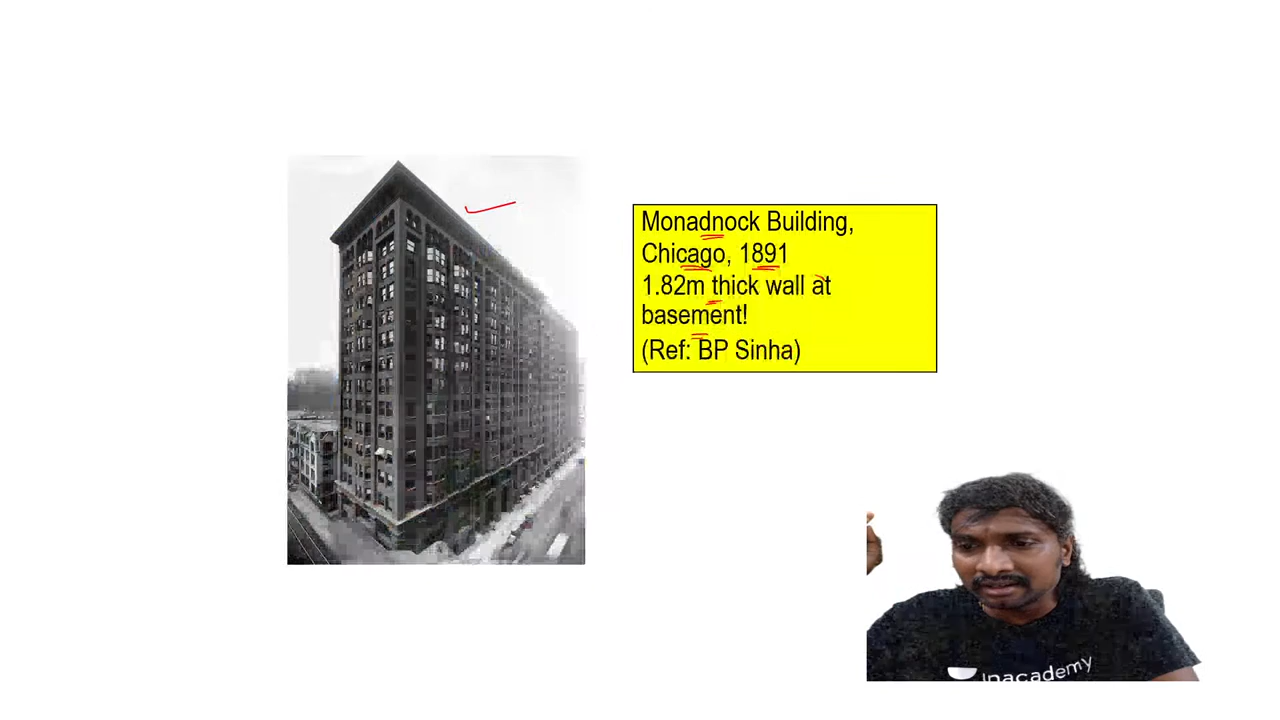 Monadnock Building,
Chicago, 1891
1.82m thick wall at
basement!
(Ref: BP Sinha)
unacademy